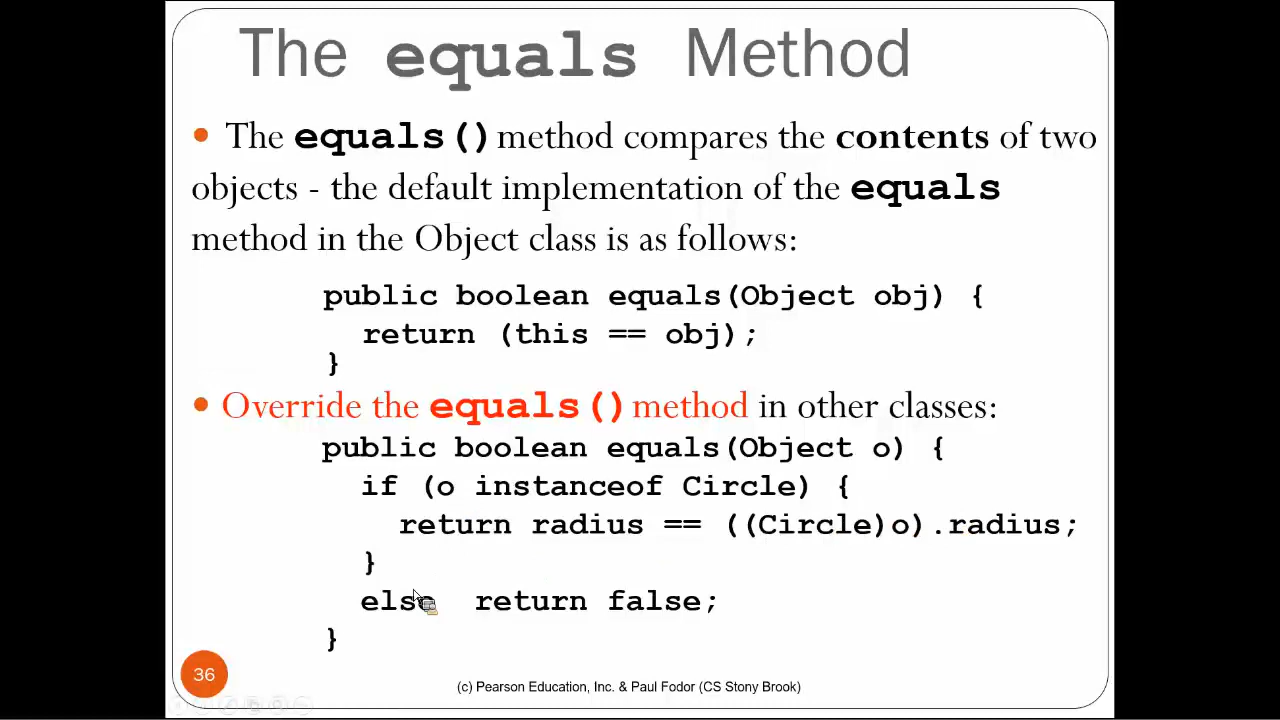 The equals Method
• The equals() method compares the contents of two
objects - the default implementation of the equals
method in the Object class is as follows:
public boolean equals(Object obj) {
return (this == obj);
}
• Override the equals() method in other classes:
public boolean equals(Object o) {
if (o instanceof Circle) {
return radius == ((Circle)o).radius;
}
else return false;
}
36
(c) Pearson Education, Inc. & Paul Fodor (CS Stony Brook)